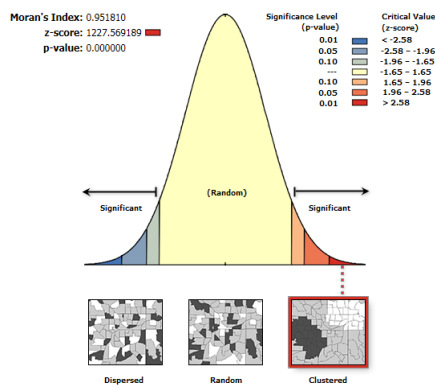 Moran's Index: 0.951810
z-score: 1227.569189
p-value: 0.000000
Significance Level
(p-value)
Critical Value
(z-score)
0.01 < -2.58
0.05 -2.58 – -1.96
0.10 -1.96 – -1.65
--- -1.65 – 1.65
0.10 1.65 – 1.96
0.05 1.96 – 2.58
0.01 > 2.58
(Random)
Significant
Significant
Dispersed
Random
Clustered